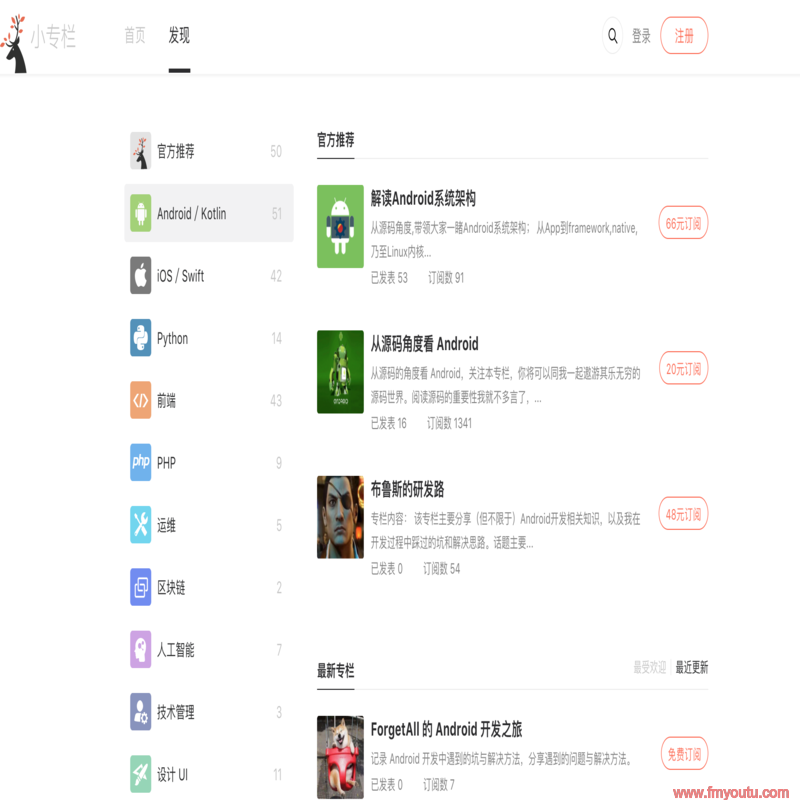 小专栏
首页 发现
登录 注册
官方推荐 50
Android / Kotlin 51
iOS / Swift 42
Python 14
前端 43
php PHP 9
运维 5
区块链 2
人工智能 7
技术管理 3
设计 UI 11
官方推荐
解读Android系统架构
从源码角度,带领大家一睹Android系统架构； 从App到framework,native,
乃至Linux内核...
已发表 53 订阅数 91
66元订阅
从源码角度看 Android
从源码的角度看 Android，关注本专栏，你将可以同我一起遨游其乐无穷的
源码世界。阅读源码的重要性我就不多言了，...
已发表 16 订阅数 1341
20元订阅
ANDROID
布鲁斯的研发路
专栏内容： 该专栏主要分享（但不限于）Android开发相关知识，以及我在
开发过程中踩过的坑和解决思路。话题主要...
已发表 0 订阅数 54
48元订阅
最新专栏
最受欢迎 | 最近更新
ForgetAll 的 Android 开发之旅
记录 Android 开发中遇到的坑与解决方法，分享遇到的问题与解决方法。
已发表 0 订阅数 7
免费订阅
www.fmyoutu.com